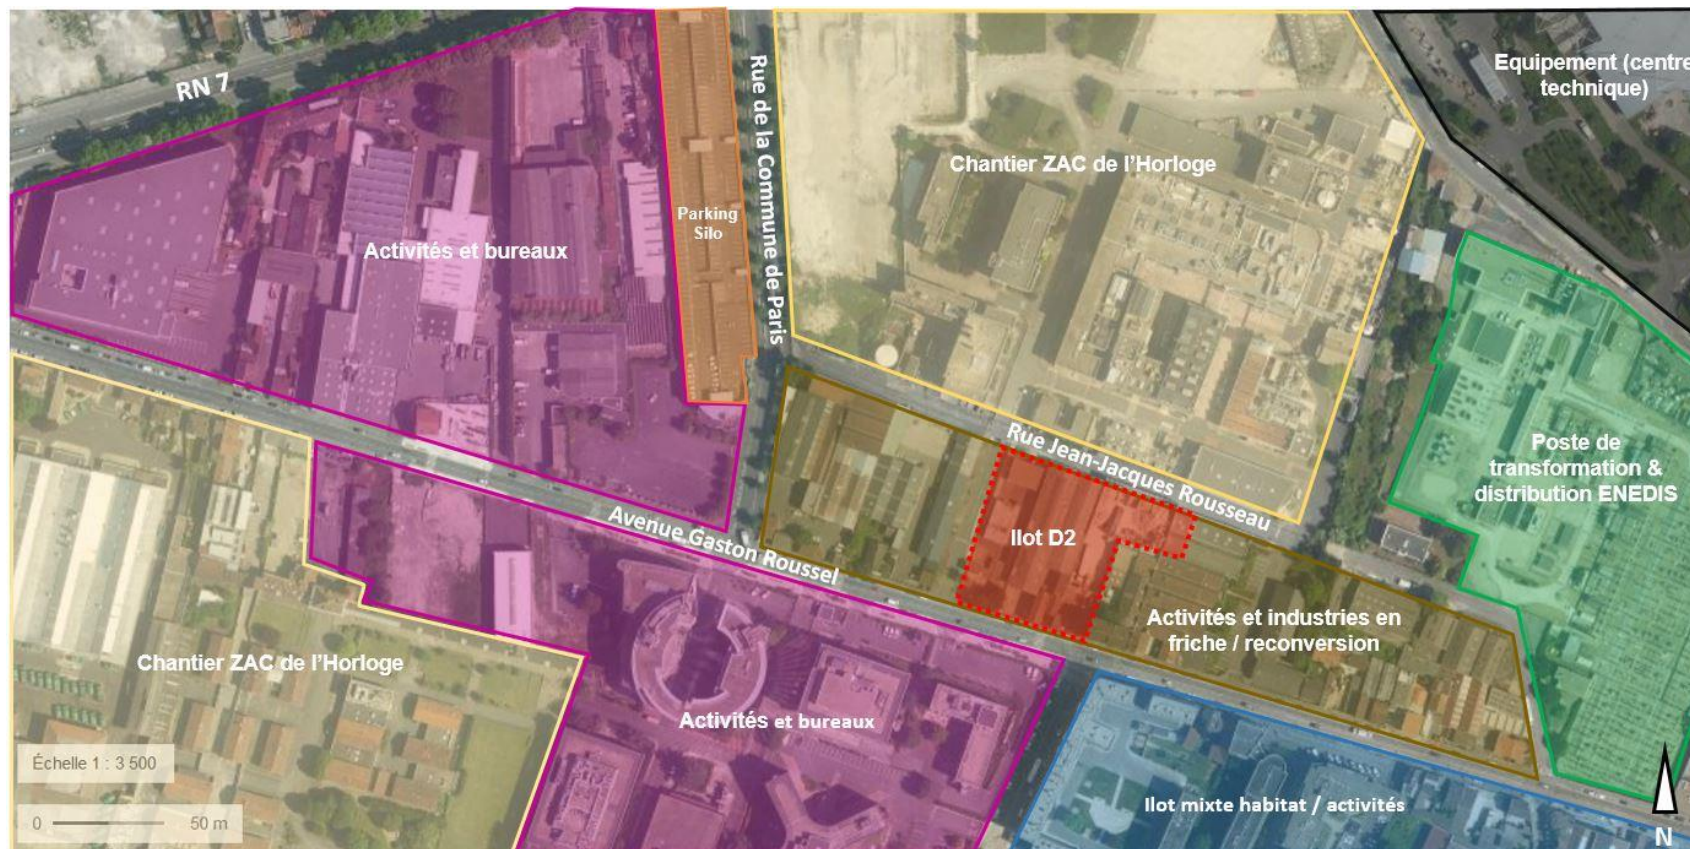 RN 7
Rue de la Commune de Paris
Equipement (centre
technique)
Chantier ZAC de l'Horloge
Parking
Silo
Activités et bureaux
Rue Jean-Jacques Rousseau
Poste de
transformation &
distribution ENEDIS
Avenue Gaston Roussel
Ilot D2
Activités et industries en
friche / reconversion
Chantier ZAC de l'Horloge
Activités et bureaux
Échelle 1 : 3 500
Ilot mixte habitat / activités
0 50 m
N